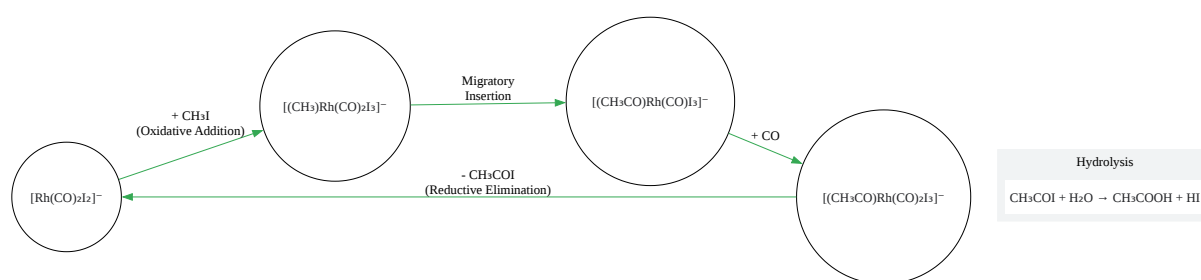 [Rh(CO)₂I₂]⁻
+ CH₃I
(Oxidative Addition)
[(CH₃)Rh(CO)₂I₃]⁻
Migratory
Insertion
[(CH₃CO)Rh(CO)I₃]⁻
+ CO
[(CH₃CO)Rh(CO)₂I₃]⁻
- CH₃COI
(Reductive Elimination)
Hydrolysis
CH₃COI + H₂O → CH₃COOH + HI